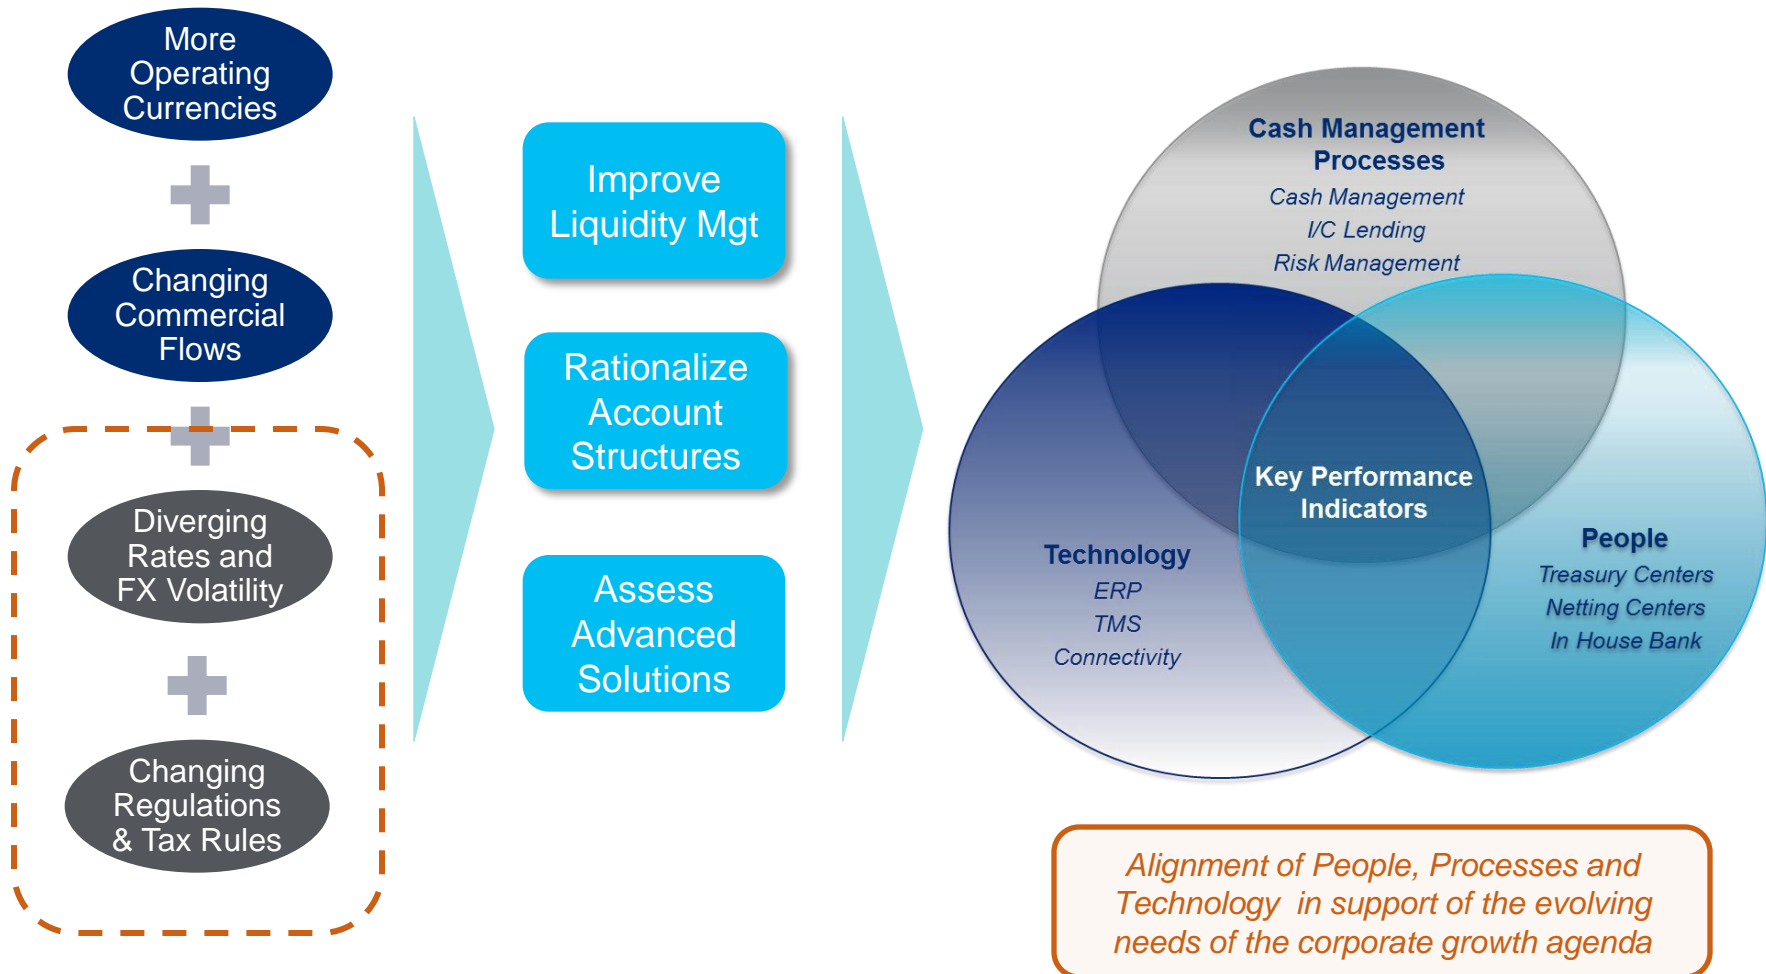 More
Operating
Currencies
Changing
Commercial
Flows
Diverging
Rates and
FX Volatility
Changing
Regulations
& Tax Rules
Improve
Liquidity Mgt
Rationalize
Account
Structures
Assess
Advanced
Solutions
Cash Management
Processes
Cash Management
I/C Lending
Risk Management
Key Performance
Indicators
Technology
ERP
TMS
Connectivity
People
Treasury Centers
Netting Centers
In House Bank
Alignment of People, Processes and
Technology in support of the evolving
needs of the corporate growth agenda